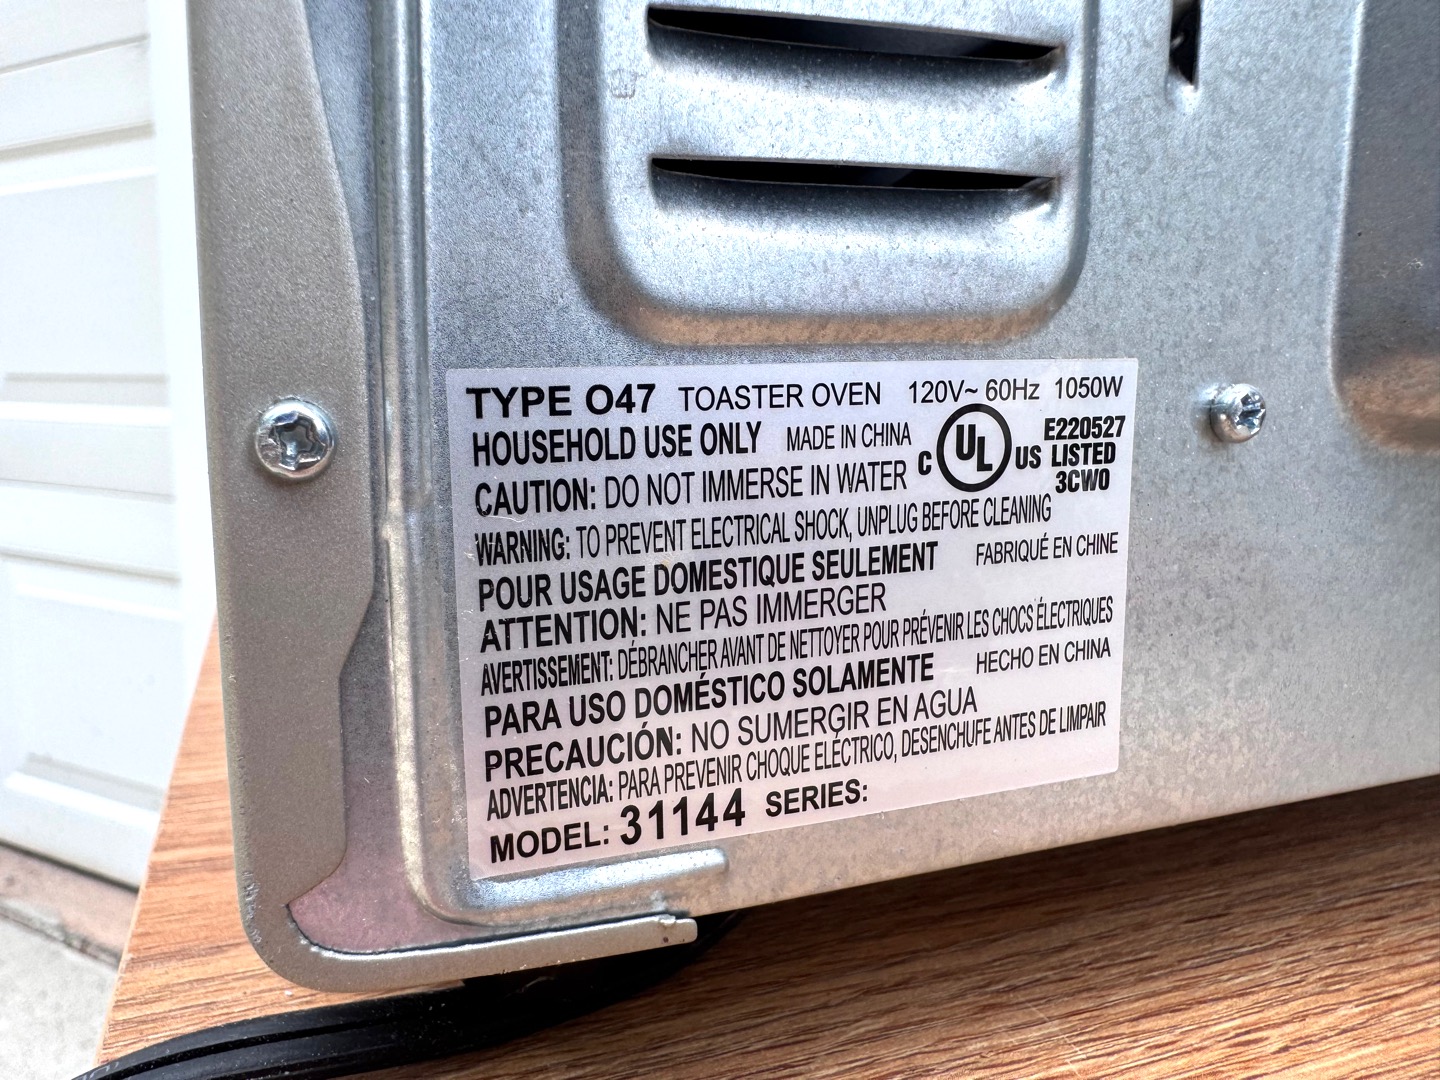 TYPE O47 TOASTER OVEN 120V~ 60Hz 1050W
HOUSEHOLD USE ONLY MADE IN CHINA
C UL US E220527 LISTED 3CW0
CAUTION: DO NOT IMMERSE IN WATER
WARNING: TO PREVENT ELECTRICAL SHOCK, UNPLUG BEFORE CLEANING
POUR USAGE DOMESTIQUE SEULEMENT FABRIQUÉ EN CHINE
ATTENTION: NE PAS IMMERGER
AVERTISSEMENT: DÉBRANCHER AVANT DE NETTOYER POUR PRÉVENIR LES CHOCS ÉLECTRIQUES
PARA USO DOMÉSTICO SOLAMENTE HECHO EN CHINA
PRECAUCIÓN: NO SUMERGIR EN AGUA
ADVERTENCIA: PARA PREVENIR CHOQUE ELÉCTRICO, DESENCHUFE ANTES DE LIMPAIR
MODEL: 31144 SERIES: